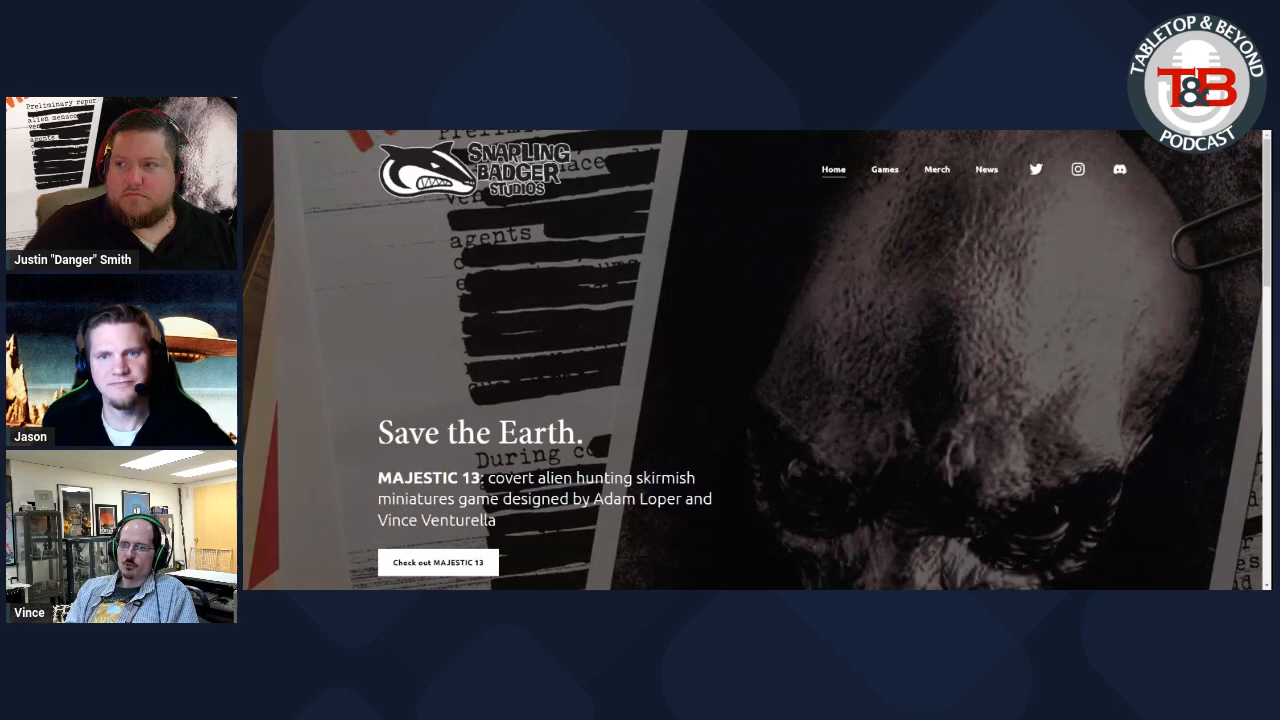 TABLETOP & BEYOND
T&B
PODCAST
Preliminary repor
alien menace
agents
Justin "Danger" Smith
Jason
Vince
SNARLING
BADGER
STUDIOS
Home
Games
Merch
News
agents
During co
Save the Earth.
MAJESTIC 13: covert alien hunting skirmish
miniatures game designed by Adam Loper and
Vince Venturella
Check out MAJESTIC 13